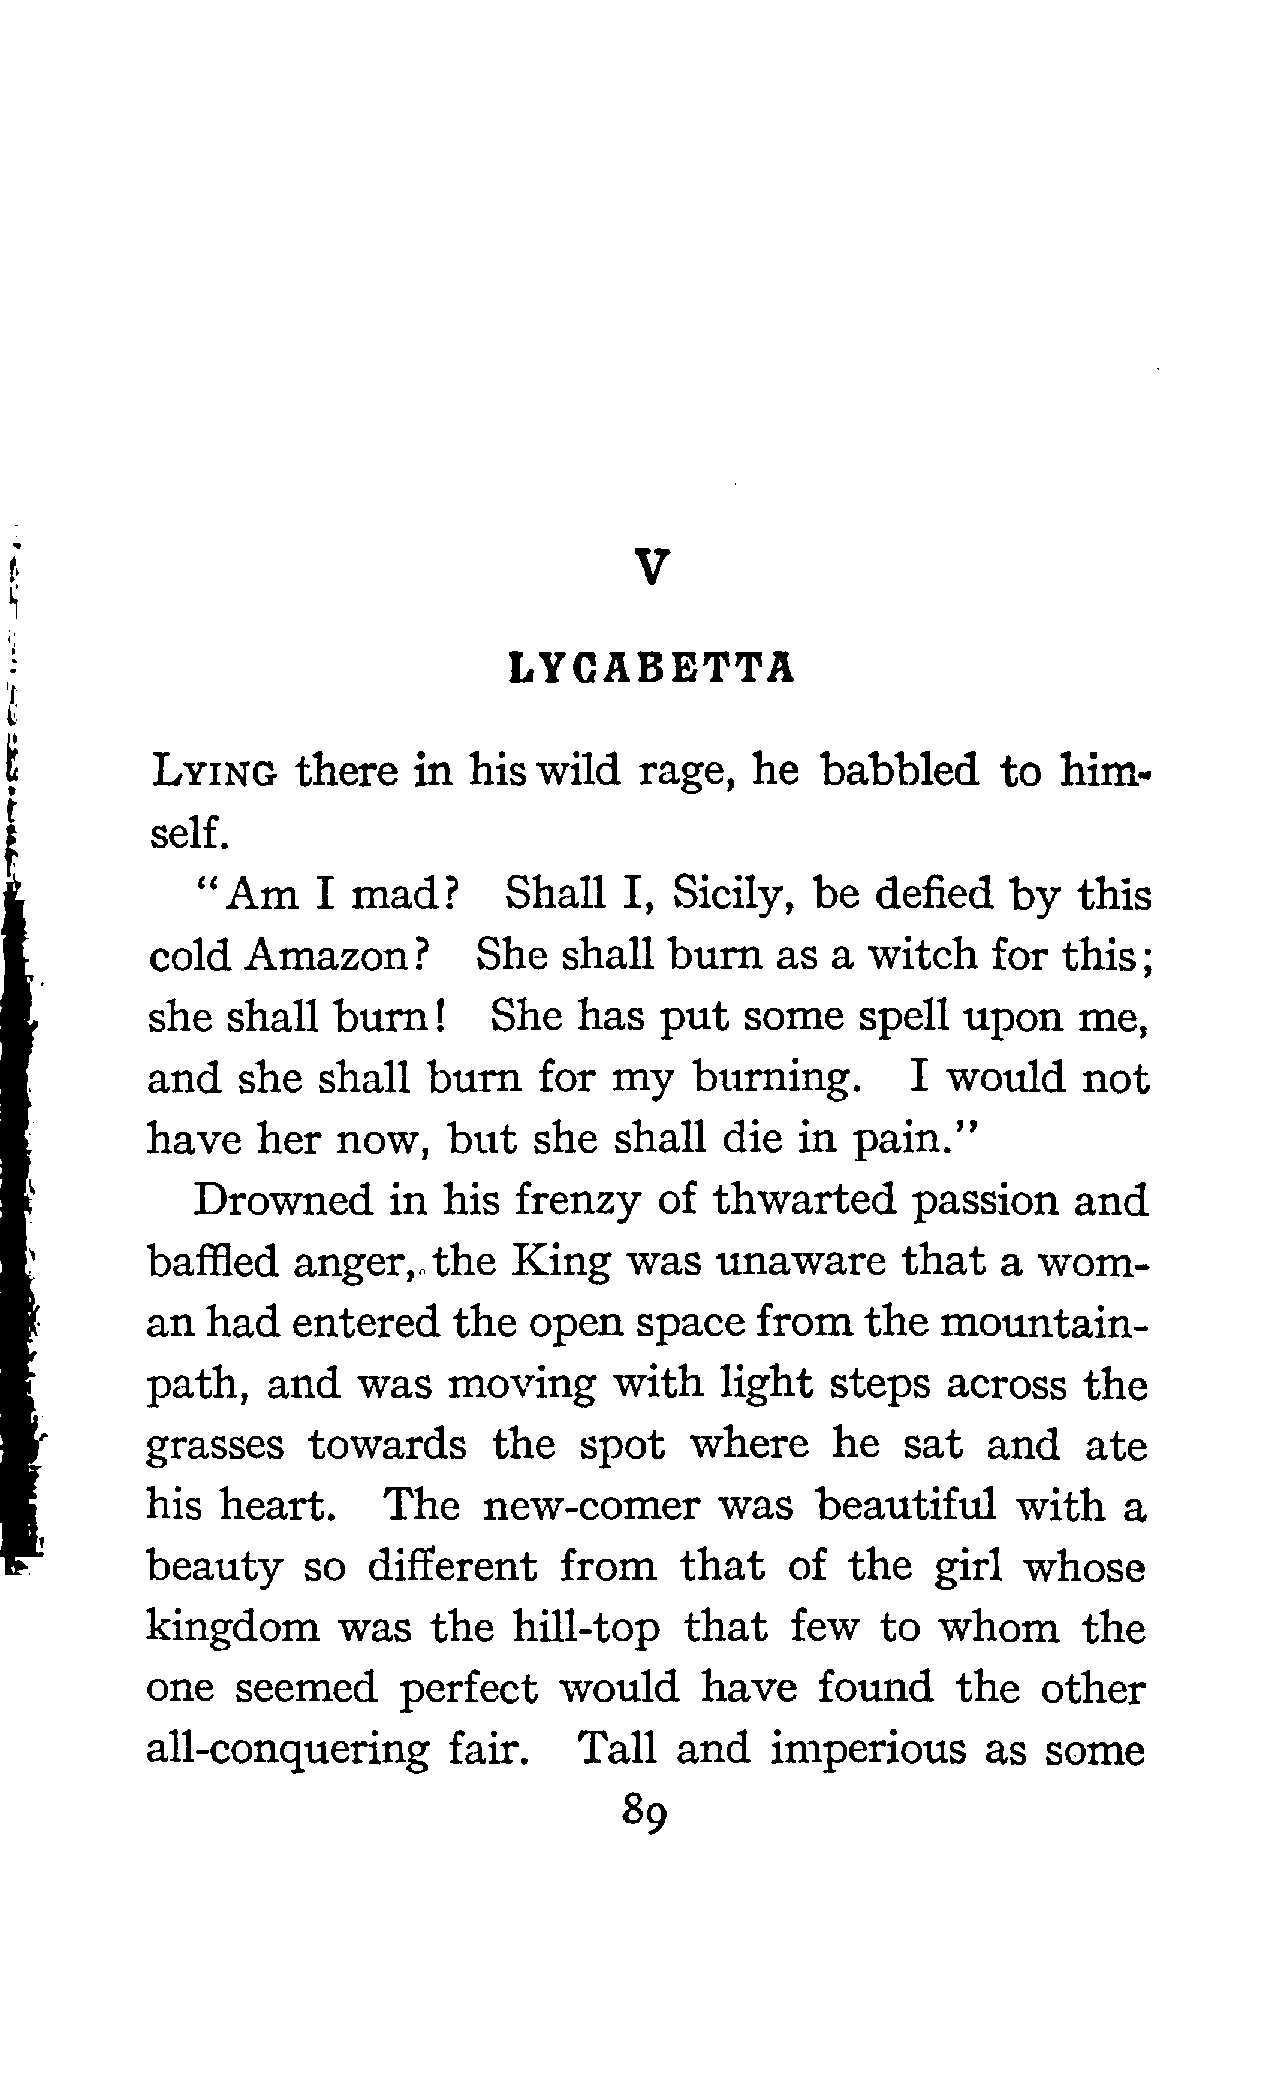 V
LYCABETTA
LYING there in his wild rage, he babbled to him-
self.
"Am I mad? Shall I, Sicily, be defied by this
cold Amazon? She shall burn as a witch for this;
she shall burn! She has put some spell upon me,
and she shall burn for my burning. I would not
have her now, but she shall die in pain."
Drowned in his frenzy of thwarted passion and
baffled anger, the King was unaware that a wom-
an had entered the open space from the mountain-
path, and was moving with light steps across the
grasses towards the spot where he sat and ate
his heart. The new-comer was beautiful with a
beauty so different from that of the girl whose
kingdom was the hill-top that few to whom the
one seemed perfect would have found the other
all-conquering fair. Tall and imperious as some
89